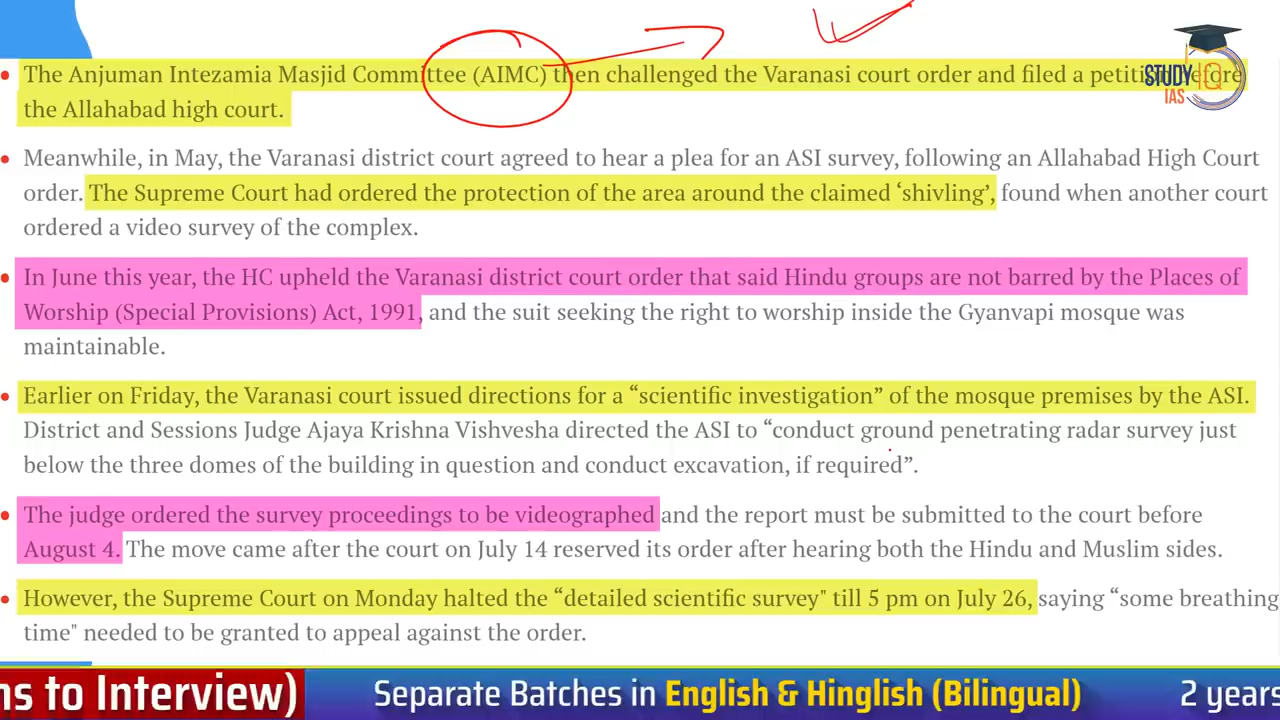 The Anjuman Intezamia Masjid Committee (AIMC) then challenged the Varanasi court order and filed a petition before
the Allahabad high court.
STUDY IQ
IAS
Meanwhile, in May, the Varanasi district court agreed to hear a plea for an ASI survey, following an Allahabad High Court
order. The Supreme Court had ordered the protection of the area around the claimed ‘shivling’, found when another court
ordered a video survey of the complex.
In June this year, the HC upheld the Varanasi district court order that said Hindu groups are not barred by the Places of
Worship (Special Provisions) Act, 1991, and the suit seeking the right to worship inside the Gyanvapi mosque was
maintainable.
Earlier on Friday, the Varanasi court issued directions for a “scientific investigation” of the mosque premises by the ASI.
District and Sessions Judge Ajaya Krishna Vishvesha directed the ASI to “conduct ground penetrating radar survey just
below the three domes of the building in question and conduct excavation, if required”.
The judge ordered the survey proceedings to be videographed and the report must be submitted to the court before
August 4. The move came after the court on July 14 reserved its order after hearing both the Hindu and Muslim sides.
However, the Supreme Court on Monday halted the “detailed scientific survey" till 5 pm on July 26, saying “some breathing
time" needed to be granted to appeal against the order.
ns to Interview) Separate Batches in English & Hinglish (Bilingual) 2 years